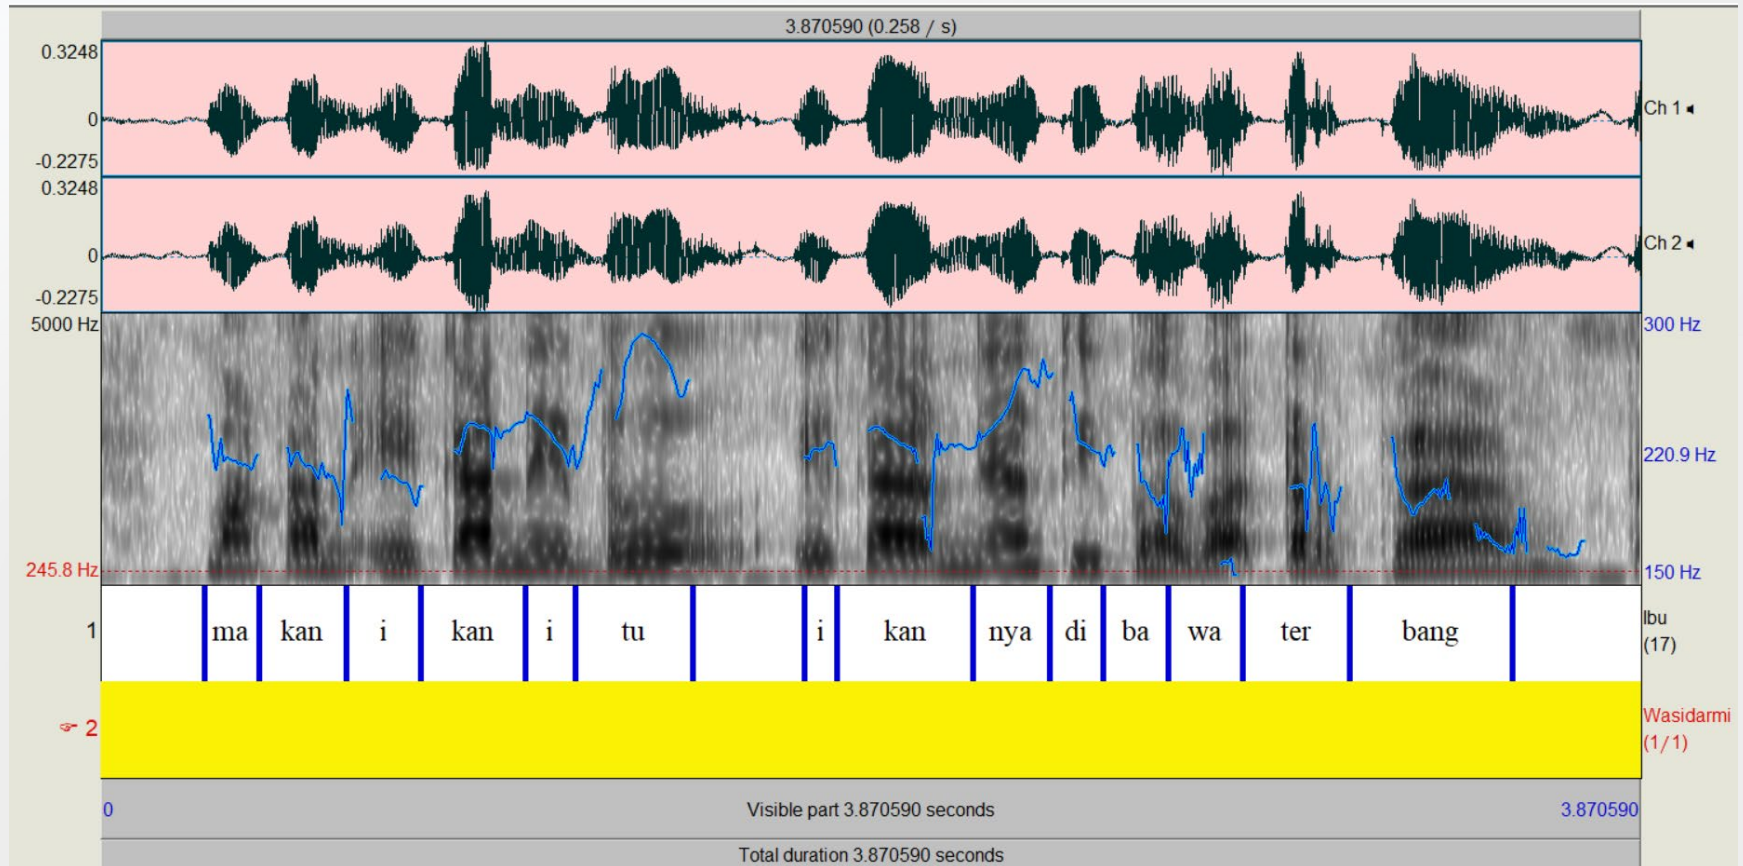 3.870590 (0.258 / s)
0.3248
0
-0.2275
Ch 1
0.3248
0
-0.2275
Ch 2
5000 Hz
300 Hz
220.9 Hz
245.8 Hz
150 Hz
1 ma kan i kan i tu i kan nya di ba wa ter bang Ibu
(17)
2 Wasidarmi
(1/1)
0 Visible part 3.870590 seconds 3.870590
Total duration 3.870590 seconds